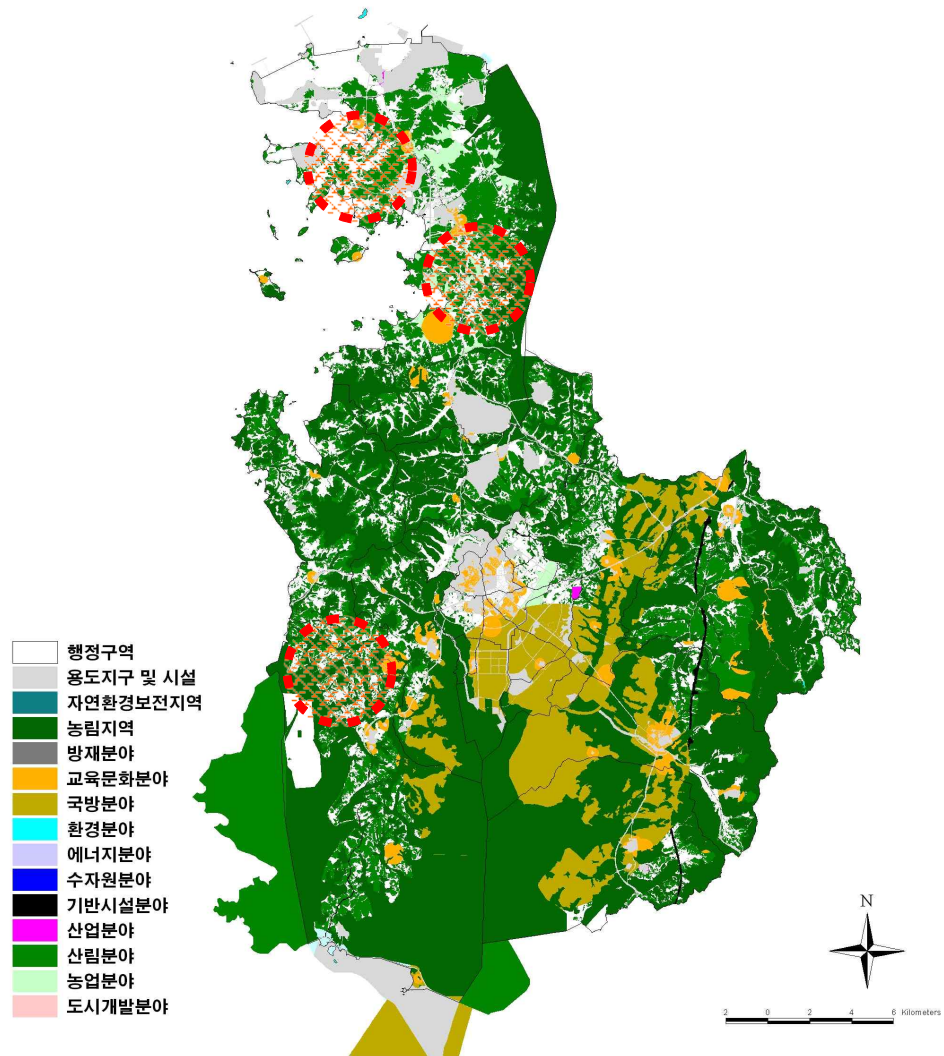 행정구역
용도지구 및 시설
자연환경보전지역
농림지역
방재분야
교육문화분야
국방분야
환경분야
에너지분야
수자원분야
기반시설분야
산업분야
산림분야
농업분야
도시개발분야
N
2 0 2 4 6 Kilometers